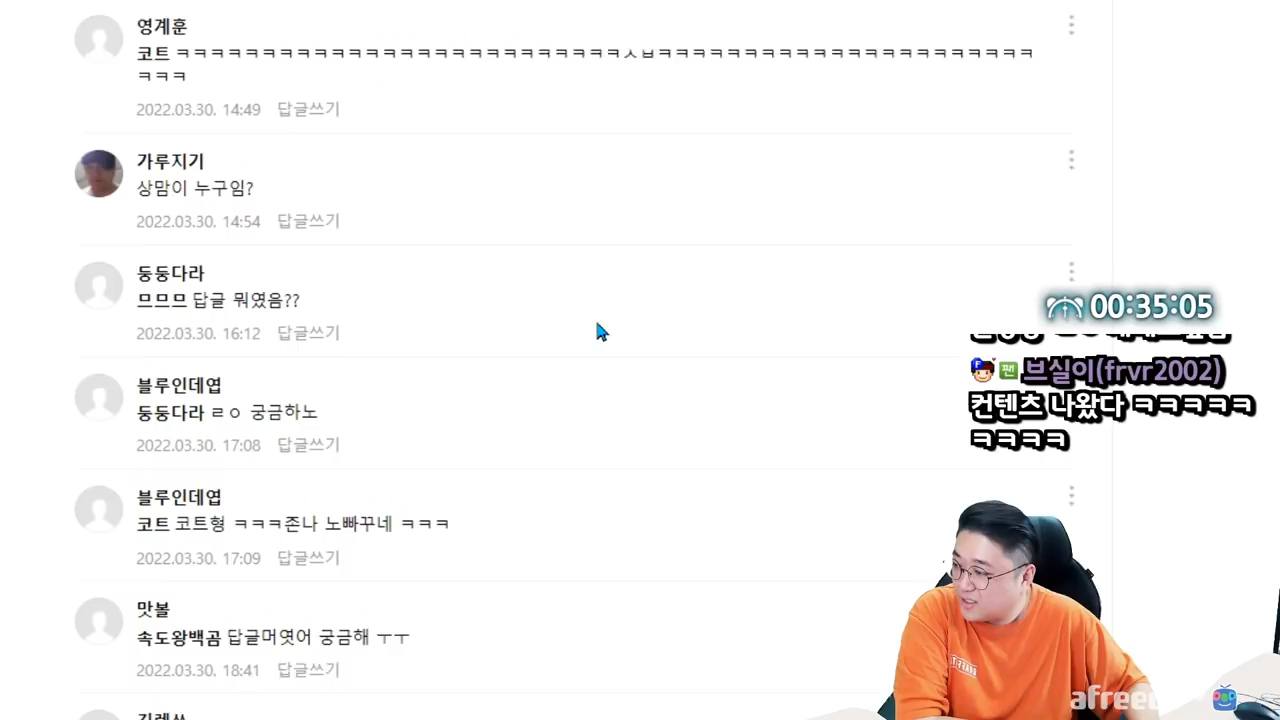 영계훈
코트 ㅋㅋㅋㅋㅋㅋㅋㅋㅋㅋㅋㅋㅋㅋㅋㅋㅋㅋㅋㅋㅋㅋㅋㅋㅋㅋㅅㅂㅋㅋㅋㅋㅋㅋㅋㅋㅋㅋㅋㅋㅋㅋㅋㅋㅋㅋㅋㅋㅋㅋ
ㅋㅋㅋ
2022.03.30. 14:49 답글쓰기
가루지기
상맘이 누구임?
2022.03.30. 14:54 답글쓰기
둥둥다라
므므므 답글 뭐였음??
2022.03.30. 16:12 답글쓰기
00:35:05
블루인데엽
둥둥다라 ㄹㅇ 궁금하노
2022.03.30. 17:08 답글쓰기
브실이(frvr2002)
컨텐츠 나왔다 ㅋㅋㅋㅋㅋ
ㅋㅋㅋㅋ
블루인데엽
코트 코트형 ㅋㅋㅋ존나 노빠꾸네 ㅋㅋㅋ
2022.03.30. 17:09 답글쓰기
맛볼
속도왕백곰 답글머엿어 궁금해 ㅜㅜ
2022.03.30. 18:41 답글쓰기